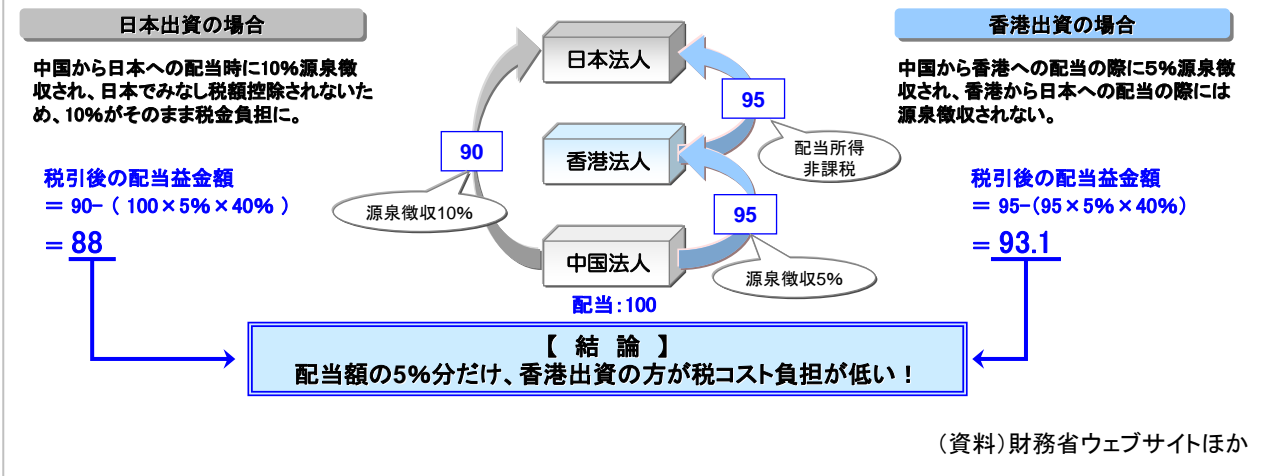 日本出資の場合
中国から日本への配当時に10%源泉徴
収され、日本でみなし税額控除されないた
め、10%がそのまま税金負担に。
税引後の配当益金額
= 90-( 100×5%×40% )
= 88
日本法人
95
配当所得
非課税
香港法人
90
源泉徴収10%
95
中国法人
源泉徴収5%
配当:100
香港出資の場合
中国から香港への配当の際に5%源泉徴
収され、香港から日本への配当の際には
源泉徴収されない。
税引後の配当益金額
= 95-(95×5%×40%)
= 93.1
【 結 論 】
配当額の5%分だけ、香港出資の方が税コスト負担が低い!
(資料)財務省ウェブサイトほか